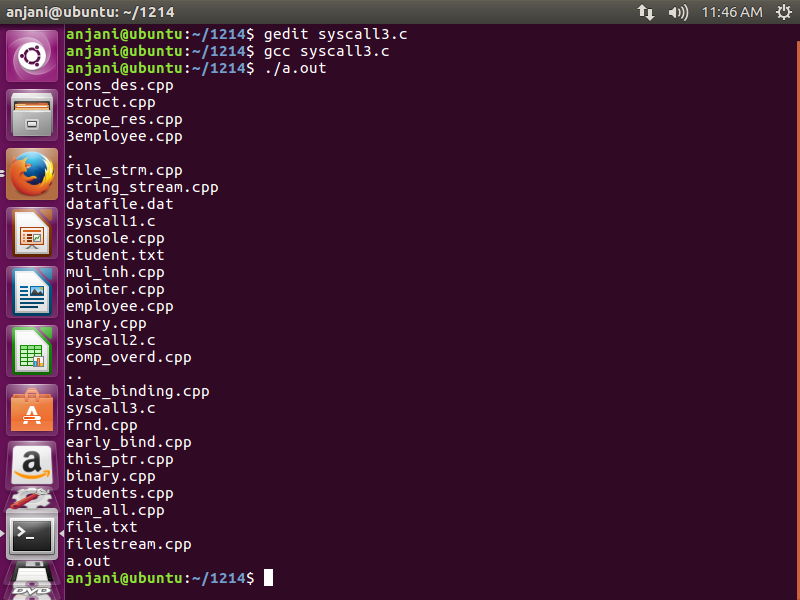 anjani@ubuntu: ~/1214
11:46 AM
anjani@ubuntu:~/1214$ gedit syscall3.c
anjani@ubuntu:~/1214$ gcc syscall3.c
anjani@ubuntu:~/1214$ ./a.out
cons_des.cpp
struct.cpp
scope_res.cpp
3employee.cpp
.
file_strm.cpp
string_stream.cpp
datafile.dat
syscall1.c
console.cpp
student.txt
mul_inh.cpp
pointer.cpp
employee.cpp
unary.cpp
syscall2.c
comp_overd.cpp
..
late_binding.cpp
syscall3.c
frnd.cpp
early_bind.cpp
this_ptr.cpp
binary.cpp
students.cpp
mem_all.cpp
file.txt
filestream.cpp
a.out
anjani@ubuntu:~/1214$
A
a
>_
DVD